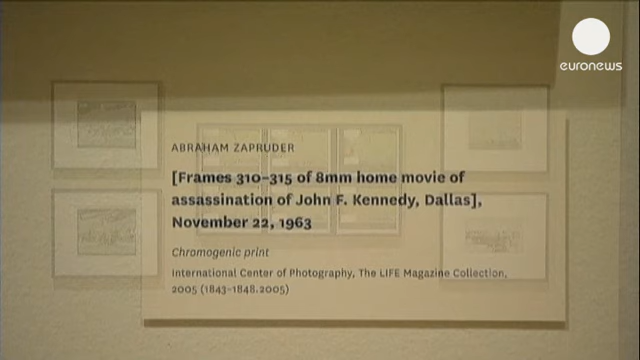 euronews
ABRAHAM ZAPRUDER
[Frames 310–315 of 8mm home movie of
assassination of John F. Kennedy, Dallas],
November 22, 1963
Chromogenic print
International Center of Photography, The LIFE Magazine Collection,
2005 (1843–1848.2005)